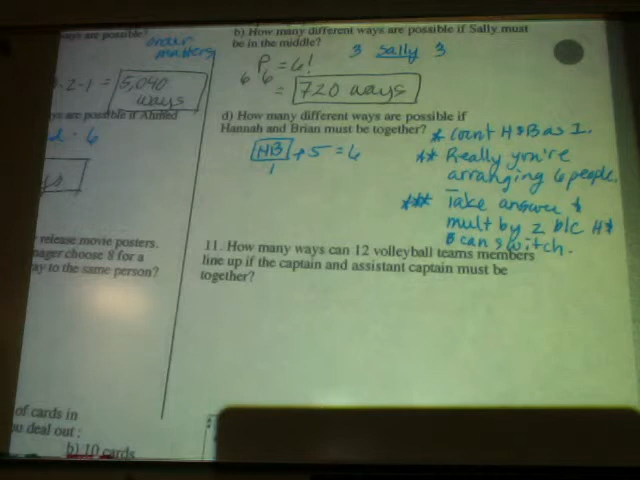 ways are possible?
order
matters
2·1 = 5,040
ways
are possible if Ahmed
· 6
release movie posters.
choose 8 for a
to the same person?
of cards in
deal out :
b) 10 cards
b) How many different ways are possible if Sally must
be in the middle?
3 Sally 3
6 P 6 = 6!
= 720 ways
d) How many different ways are possible if
Hannah and Brian must be together?
HB + 5 = 6
1
* Count H&B as 1.
** Really you're
arranging 6 people.
*** Take answer &
mult by 2 b/c H&
B can switch.
11. How many ways can 12 volleyball teams members
line up if the captain and assistant captain must be
together?